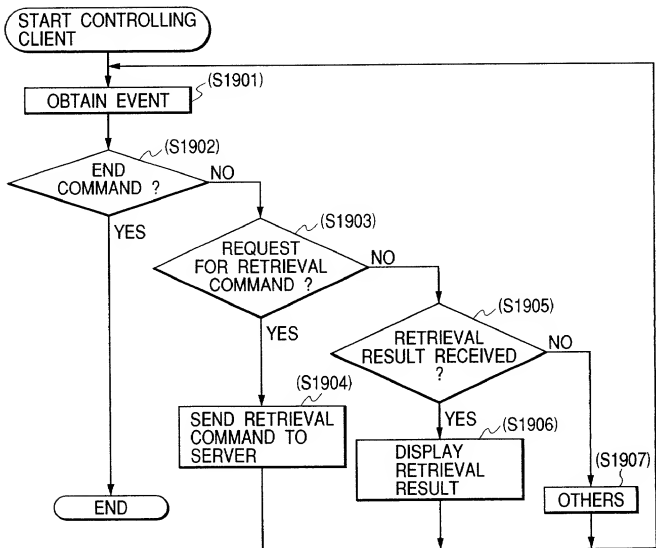 START CONTROLLING
CLIENT
(S1901)
OBTAIN EVENT
(S1902)
END
COMMAND ?
NO
YES
(S1903)
REQUEST
FOR RETRIEVAL
COMMAND ?
NO
YES
(S1905)
RETRIEVAL
RESULT RECEIVED
?
NO
YES
(S1904)
SEND RETRIEVAL
COMMAND TO
SERVER
(S1906)
DISPLAY
RETRIEVAL
RESULT
(S1907)
OTHERS
END